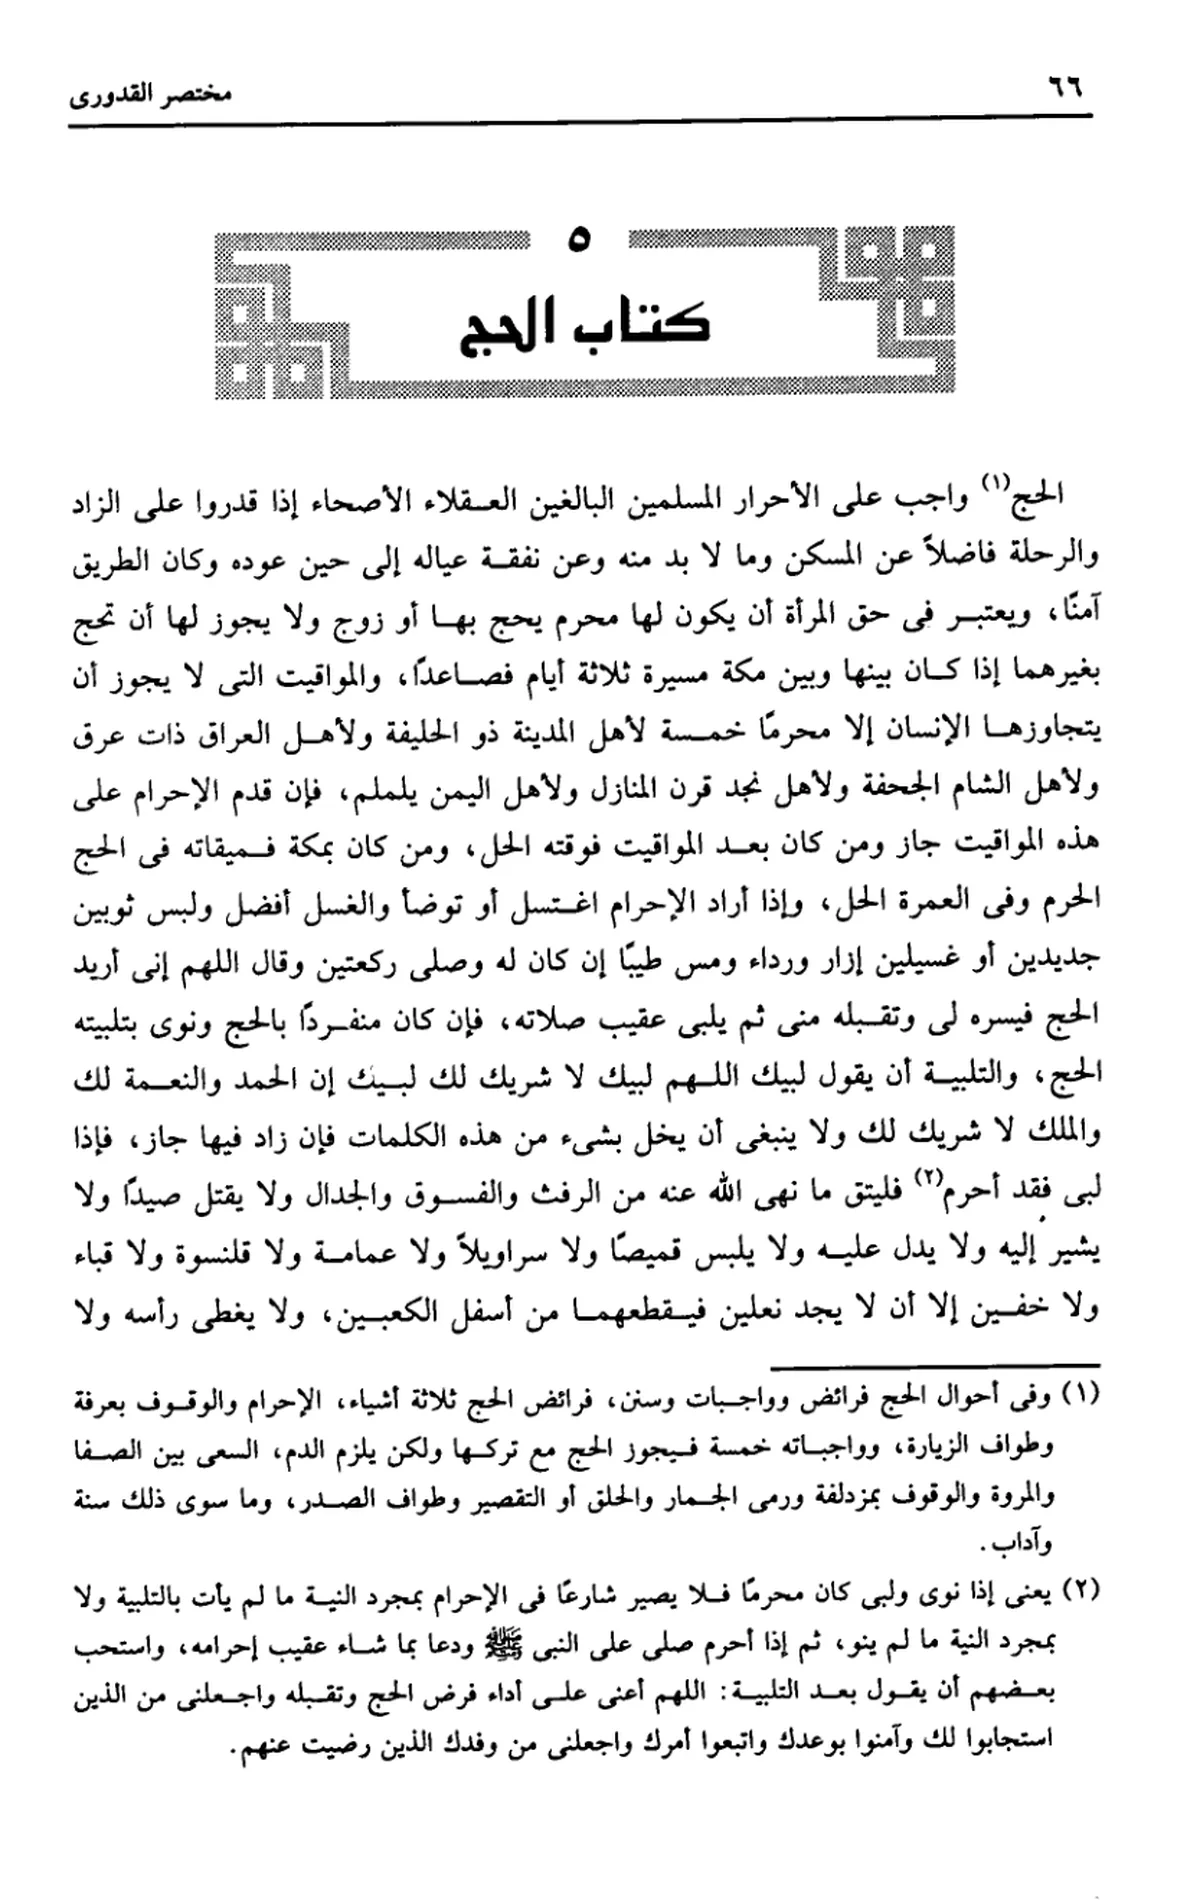 ٦٦
مختصر القدورى
٥
كتاب الحج
الحج(١) واجب على الأحرار المسلمين البالغين العقلاء الأصحاء إذا قدروا على الزاد
والرحلة فاضلاً عن المسكن وما لا بد منه وعن نفقة عياله إلى حين عوده وكان الطريق
آمنًا، ويعتبر فى حق المرأة أن يكون لها محرم يحج بها أو زوج ولا يجوز لها أن تحج
بغيرهما إذا كان بينها وبين مكة مسيرة ثلاثة أيام فصاعدًا، والمواقيت التى لا يجوز أن
يتجاوزها الإنسان إلا محرمًا خمسة لأهل المدينة ذو الحليفة ولأهل العراق ذات عرق
ولأهل الشام الجحفة ولأهل نجد قرن المنازل ولأهل اليمن يلملم، فإن قدم الإحرام على
هذه المواقيت جاز ومن كان بعد المواقيت فوقته الحل، ومن كان بمكة فميقاته فى الحج
الحرم وفى العمرة الحل، وإذا أراد الإحرام اغتسل أو توضأ والغسل أفضل ولبس ثوبين
جديدين أو غسيلين إزار ورداء ومس طيبًا إن كان له وصلى ركعتين وقال اللهم إنى أريد
الحج فيسره لى وتقبله منى ثم يلبى عقيب صلاته، فإن كان منفردًا بالحج ونوى بتلبيته
الحج، والتلبية أن يقول لبيك اللهم لبيك لا شريك لك لبيك إن الحمد والنعمة لك
والملك لا شريك لك ولا ينبغى أن يخل بشىء من هذه الكلمات فإن زاد فيها جاز، فإذا
لبى فقد أحرم(٢) فليتق ما نهى الله عنه من الرفث والفسوق والجدال ولا يقتل صيدًا ولا
يشير إليه ولا يدل عليه ولا يلبس قميصًا ولا سراويلاً ولا عمامة ولا قلنسوة ولا قباء
ولا خفين إلا أن لا يجد نعلين فيقطعهما من أسفل الكعبين، ولا يغطى رأسه ولا
(١) وفى أحوال الحج فرائض وواجبات وسنن، فرائض الحج ثلاثة أشياء، الإحرام والوقوف بعرفة
وطواف الزيارة، وواجباته خمسة فيجوز الحج مع تركها ولكن يلزم الدم، السعى بين الصفا
والمروة والوقوف بمزدلفة ورمى الجمار والحلق أو التقصير وطواف الصدر، وما سوى ذلك سنة
وآداب.
(٢) يعنى إذا نوى ولبى كان محرمًا فلا يصير شارعًا فى الإحرام بمجرد النية ما لم يأت بالتلبية ولا
بمجرد النية ما لم ينو، ثم إذا أحرم صلى على النبى ﷺ ودعا بما شاء عقيب إحرامه، واستحب
بعضهم أن يقول بعد التلبية: اللهم أعنى على أداء فرض الحج وتقبله واجعلنى من الذين
استجابوا لك وآمنوا بوعدك واتبعوا أمرك واجعلنى من وفدك الذين رضيت عنهم.